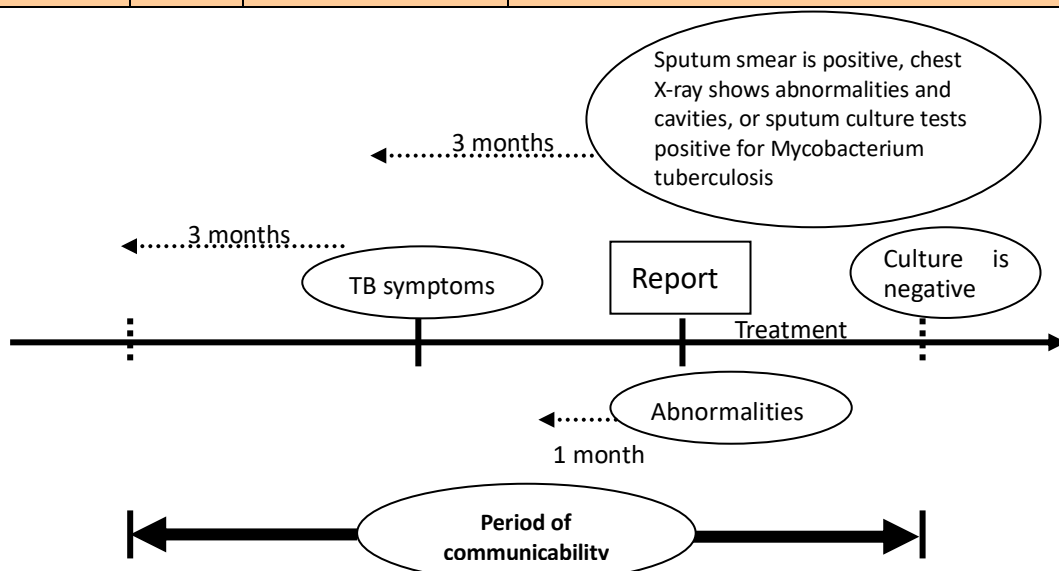 Sputum smear is positive, chest
X-ray shows abnormalities and
cavities, or sputum culture tests
positive for Mycobacterium
tuberculosis
3 months
3 months
TB symptoms
Report
Culture is
negative
Treatment
Abnormalities
1 month
Period of
communicability